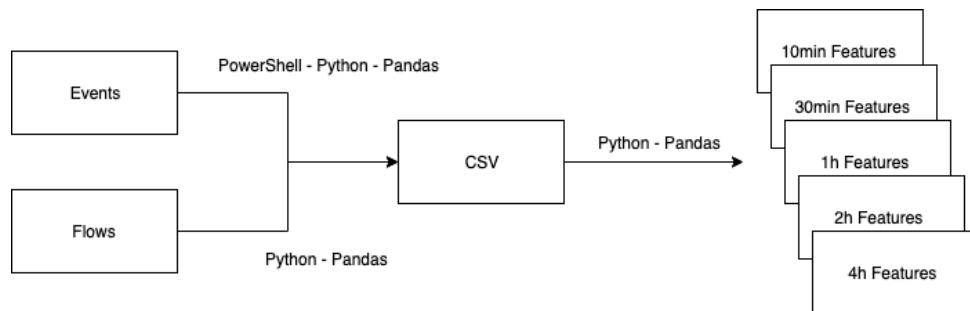 PowerShell - Python - Pandas
Events
CSV
Python - Pandas
Flows
Python - Pandas
10min Features
30min Features
1h Features
2h Features
4h Features